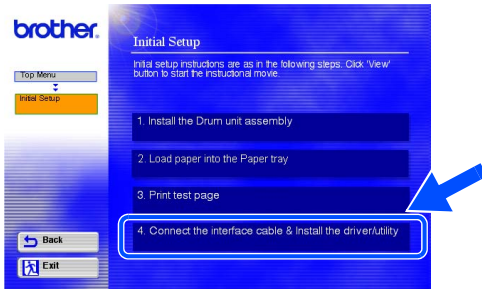 brother.
Initial Setup
Initial setup instructions are as in the following steps. Click 'View'
button to start the instructional movie.
Top Menu
Initial Setup
1. Install the Drum unit assembly
2. Load paper into the Paper tray
3. Print test page
4. Connect the interface cable & Install the driver/utility
Back
Exit